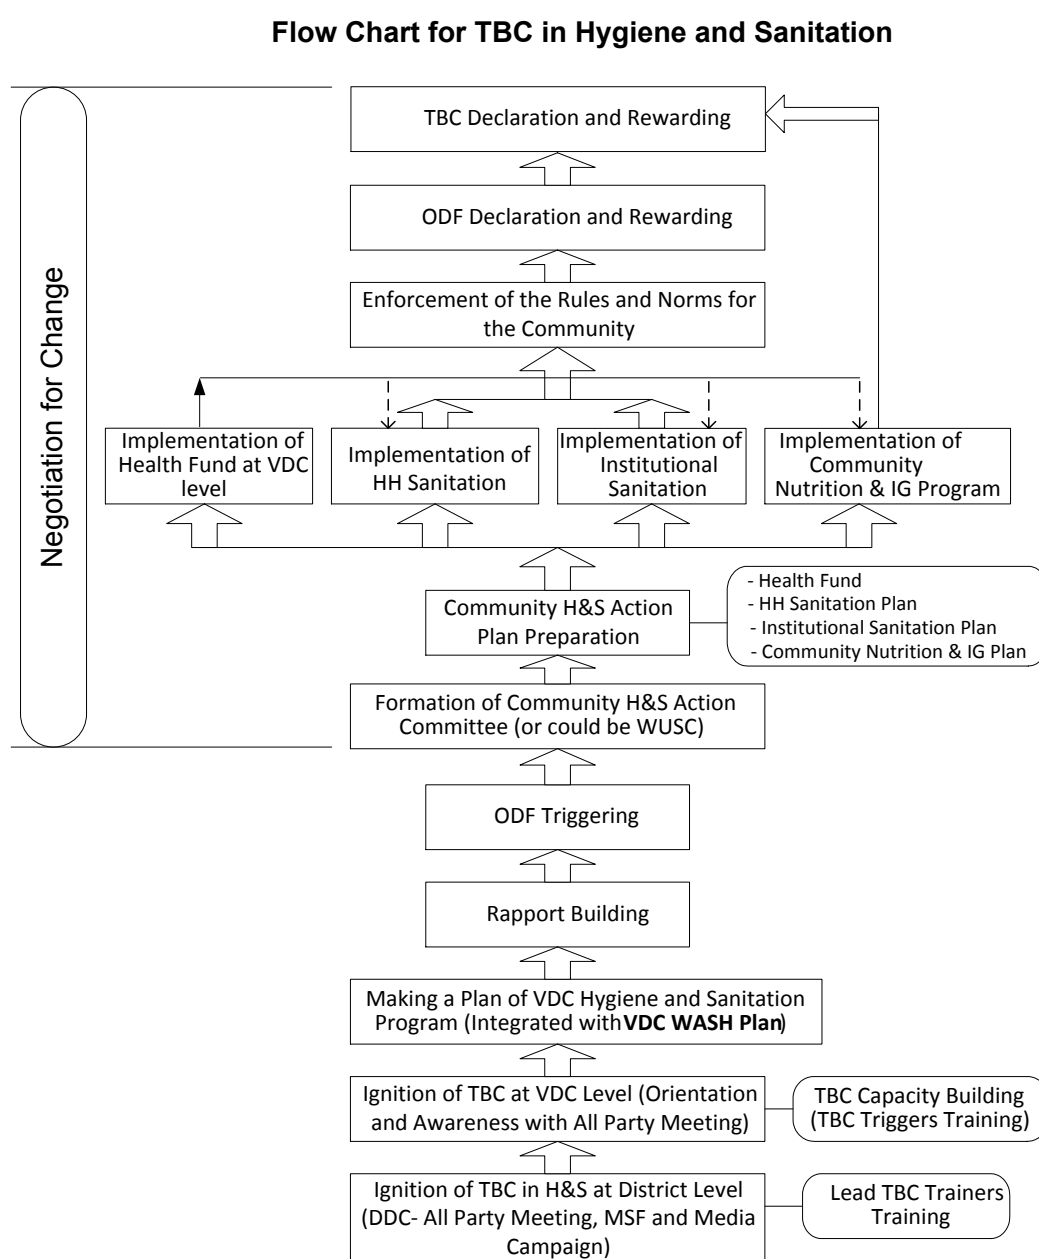 Flow Chart for TBC in Hygiene and Sanitation
Negotiation for Change
TBC Declaration and Rewarding
ODF Declaration and Rewarding
Enforcement of the Rules and Norms for
the Community
Implementation of
Health Fund at VDC
level
Implementation of
HH Sanitation
Implementation of
Institutional
Sanitation
Implementation of
Community
Nutrition & IG Program
Community H&S Action
Plan Preparation
- Health Fund
- HH Sanitation Plan
- Institutional Sanitation Plan
- Community Nutrition & IG Plan
Formation of Community H&S Action
Committee (or could be WUSC)
ODF Triggering
Rapport Building
Making a Plan of VDC Hygiene and Sanitation
Program (Integrated with VDC WASH Plan)
Ignition of TBC at VDC Level (Orientation
and Awareness with All Party Meeting)
TBC Capacity Building
(TBC Triggers Training)
Ignition of TBC in H&S at District Level
(DDC- All Party Meeting, MSF and Media
Campaign)
Lead TBC Trainers
Training